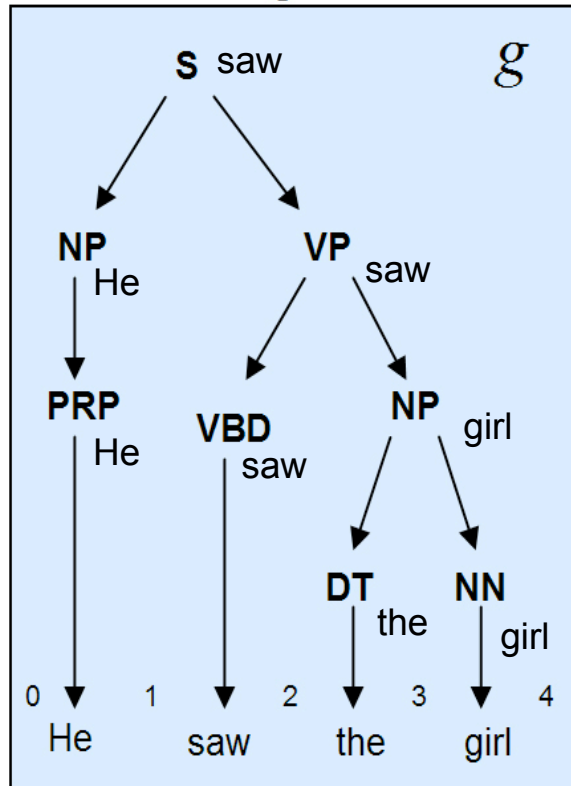 S saw g
NP VP
He saw
PRP VBD NP girl
He saw
DT NN
the girl
0 1 2 3 4
He saw the girl